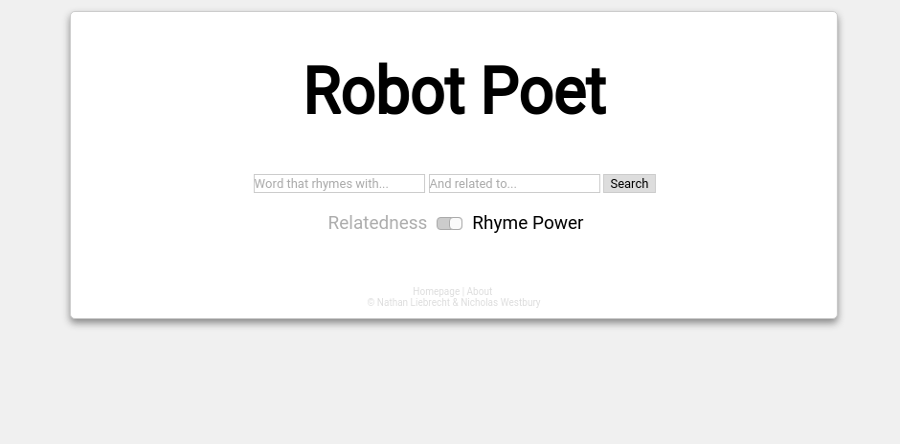 Robot Poet
Word that rhymes with... And related to... Search
Relatedness Rhyme Power
Homepage | About
© Nathan Liebrecht & Nicholas Westbury